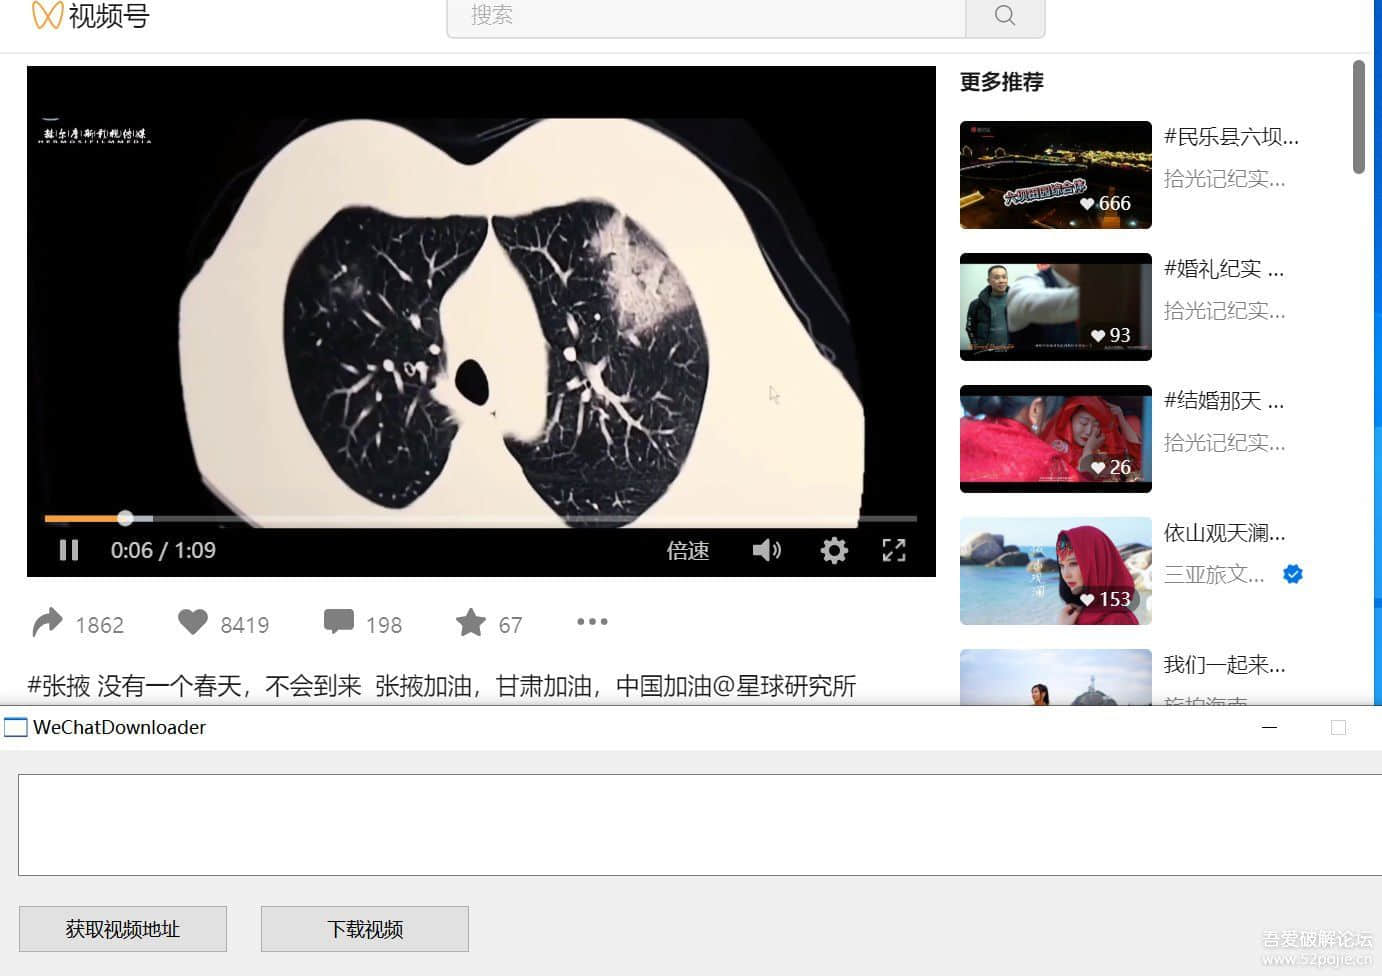 视频号
搜索
赫尔摩斯影视传媒
HERMOSIFILMMEDIA
0:06 / 1:09
倍速
1862
8419
198
67
#张掖 没有一个春天，不会到来 张掖加油，甘肃加油，中国加油@星球研究所
更多推荐
六坝田园综合体
666
#民乐县六坝...
拾光记纪实...
93
#婚礼纪实 ...
拾光记纪实...
26
#结婚那天 ...
拾光记纪实...
153
依山观天澜...
三亚旅文...
我们一起来...
旅拍海南
WeChatDownloader
获取视频地址
下载视频
吾爱破解论坛
www.52pojie.cn